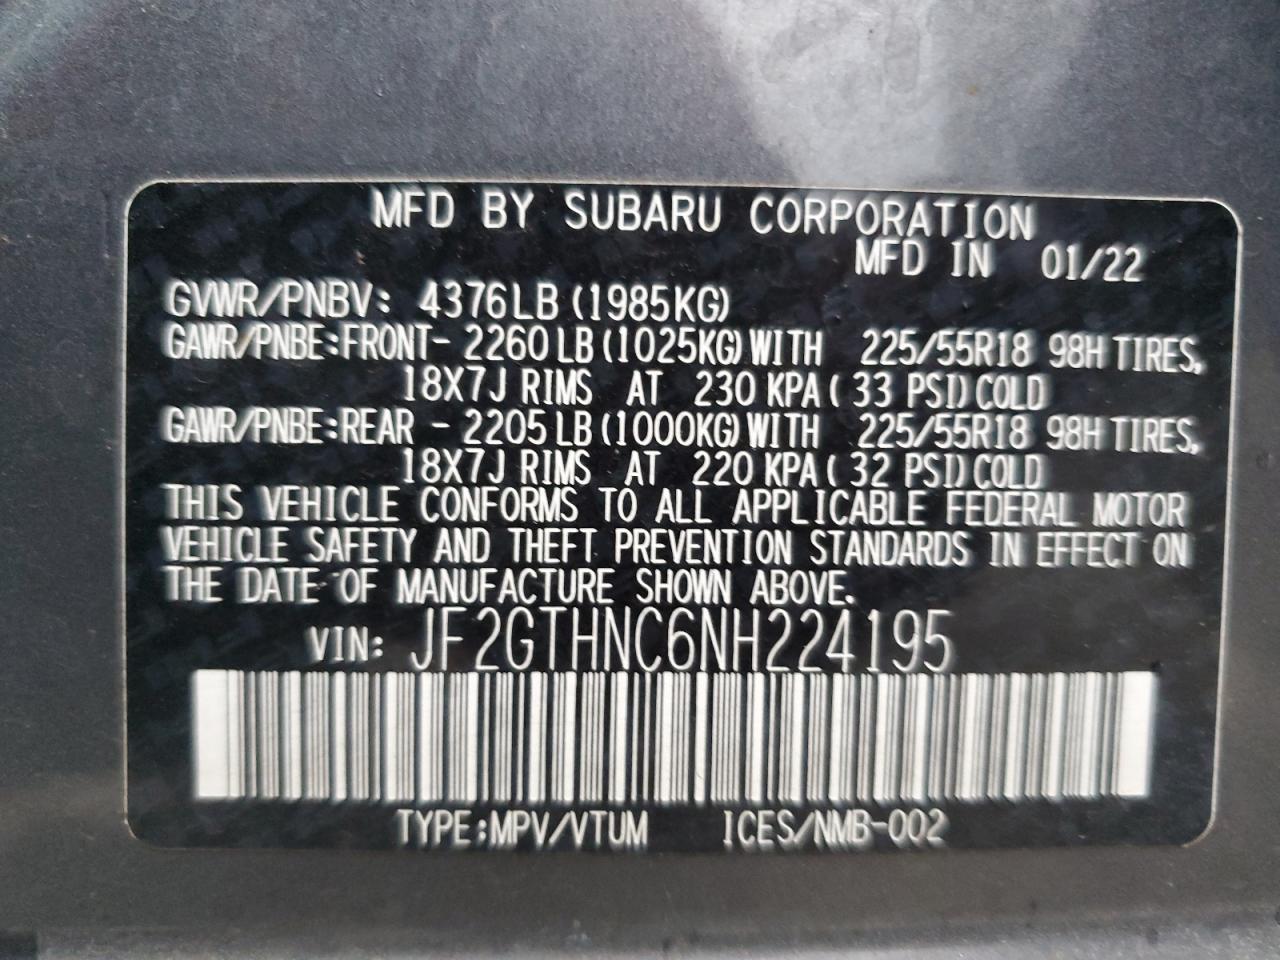 MFD BY SUBARU CORPORATION
MFD IN 01/22
GVWR/PNBV: 4376LB (1985KG)
GAWR/PNBE:FRONT- 2260LB (1025KG) WITH 225/55R18 98H TIRES,
18X7J RIMS AT 230 KPA( 33 PSI) COLD
GAWR/PNBE:REAR - 2205LB (1000KG) WITH 225/55R18 98H TIRES,
18X7J RIMS AT 220 KPA( 32 PSI) COLD
THIS VEHICLE CONFORMS TO ALL APPLICABLE FEDERAL MOTOR
VEHICLE SAFETY AND THEFT PREVENTION STANDARDS IN EFFECT ON
THE DATE OF MANUFACTURE SHOWN ABOVE.
VIN: JF2GTHNC6NH224195
TYPE:MPV/VTUM ICES/NMB-002